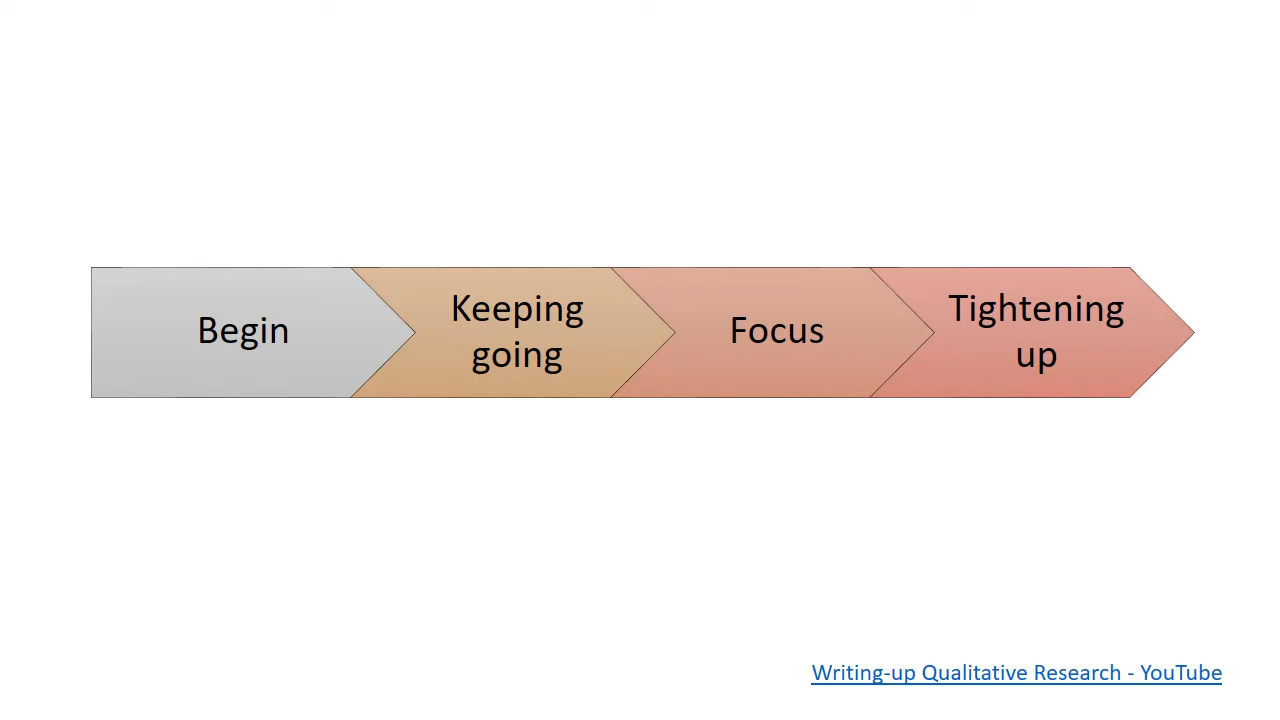 Begin
Keeping
going
Focus
Tightening
up
Writing-up Qualitative Research - YouTube